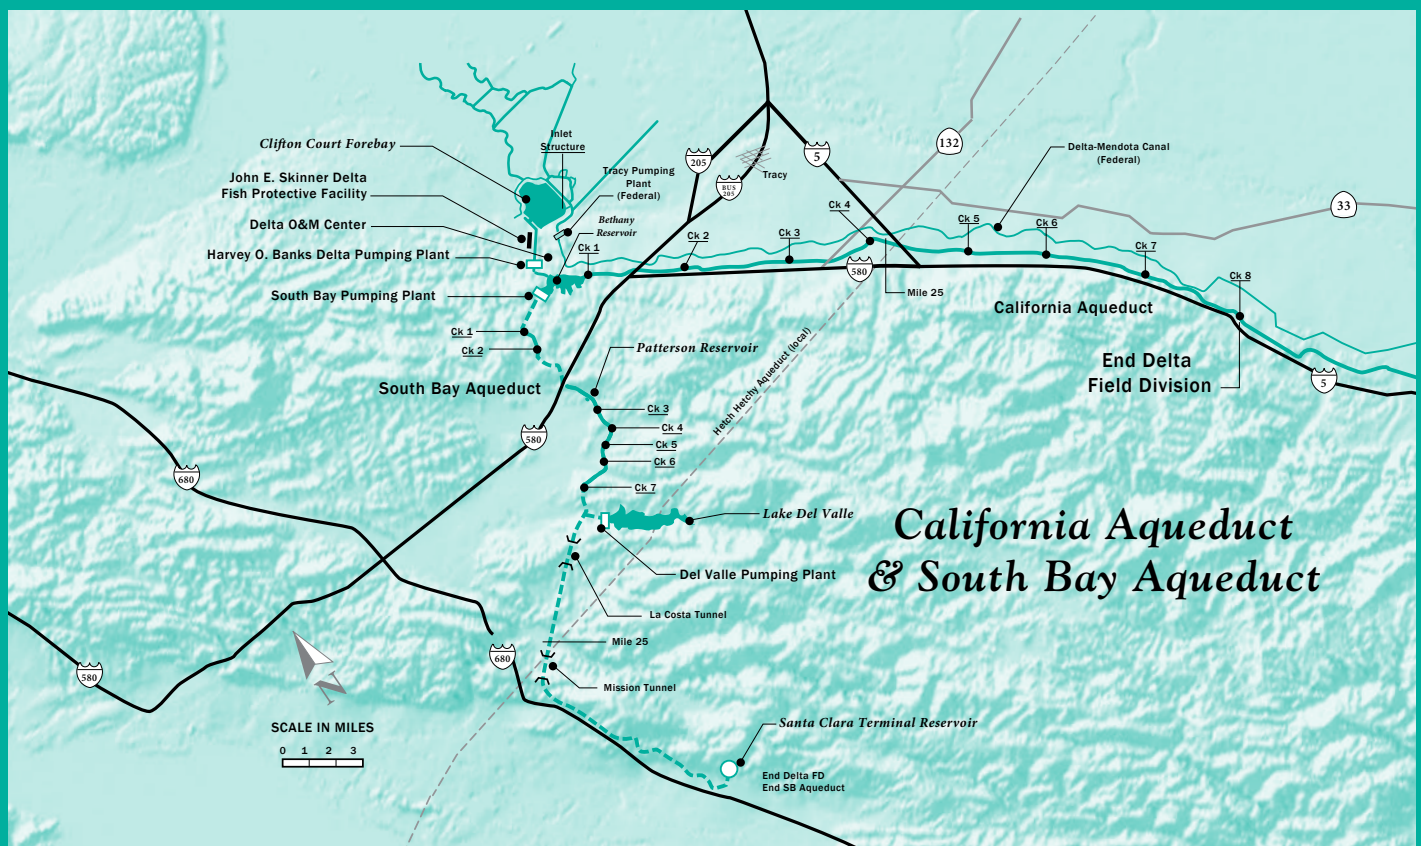 Clifton Court Forebay
John E. Skinner Delta
Fish Protective Facility
Delta O&M Center
Harvey O. Banks Delta Pumping Plant
South Bay Pumping Plant
Ck 1
Ck 2
South Bay Aqueduct
Inlet
Structure
Tracy Pumping
Plant
(Federal)
Bethany
Reservoir
Ck 1
Ck 2
Ck 3
Ck 4
Ck 5
Ck 6
Ck 7
Ck 8
205
BUS
205
5
Tracy
132
Delta-Mendota Canal
(Federal)
33
580
Mile 25
California Aqueduct
End Delta
Field Division
5
Patterson Reservoir
Hetch Hetchy Aqueduct (local)
Ck 3
Ck 4
Ck 5
Ck 6
Ck 7
580
680
Lake Del Valle
California Aqueduct
& South Bay Aqueduct
Del Valle Pumping Plant
La Costa Tunnel
Mile 25
680
Mission Tunnel
580
N
SCALE IN MILES
0 1 2 3
Santa Clara Terminal Reservoir
End Delta FD
End SB Aqueduct